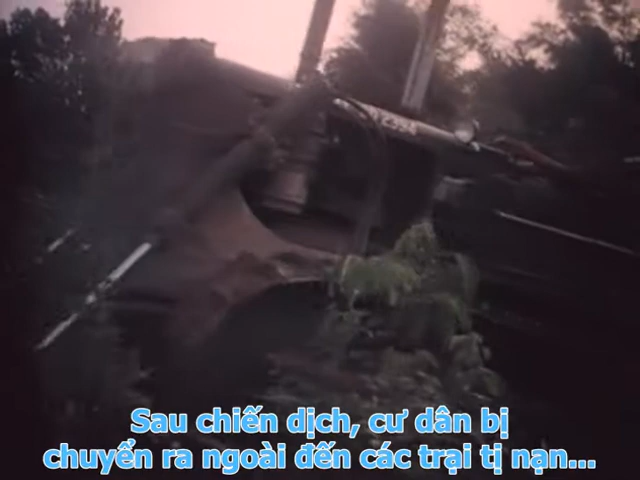 Sau chiến dịch, cư dân bị
chuyển ra ngoài đến các trại tị nạn...